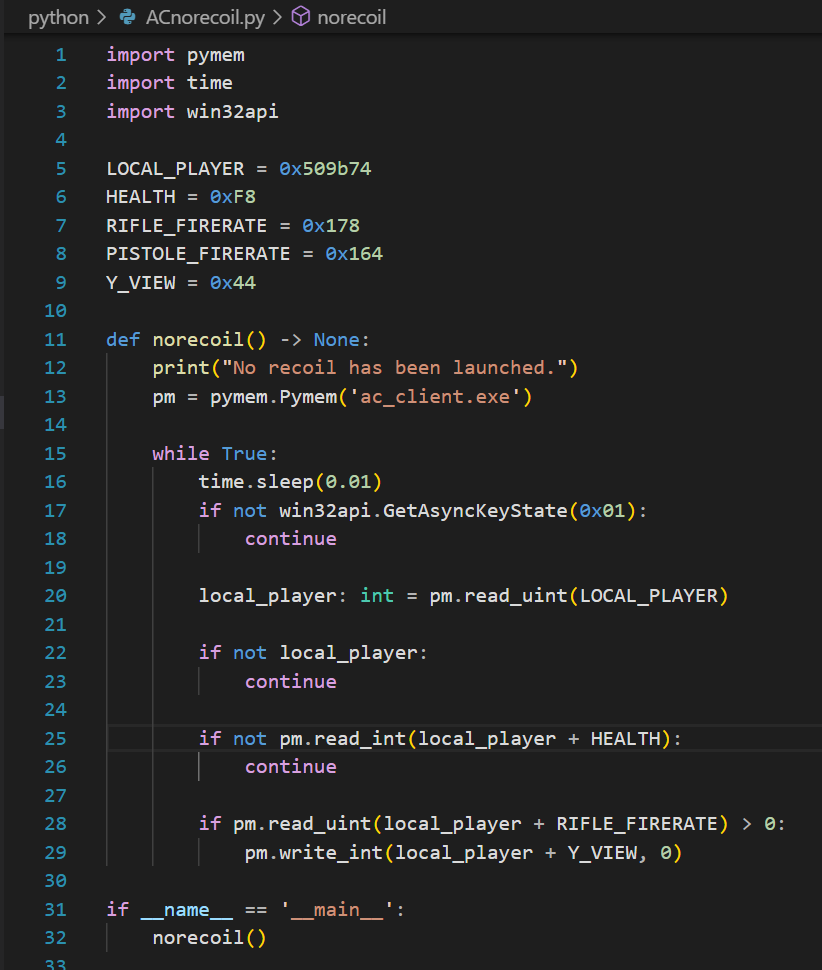 python > ACnorecoil.py > norecoil
1 import pymem
2 import time
3 import win32api
4
5 LOCAL_PLAYER = 0x509b74
6 HEALTH = 0xF8
7 RIFLE_FIRERATE = 0x178
8 PISTOLE_FIRERATE = 0x164
9 Y_VIEW = 0x44
10
11 def norecoil() -> None:
12     print("No recoil has been launched.")
13     pm = pymem.Pymem('ac_client.exe')
14
15     while True:
16         time.sleep(0.01)
17         if not win32api.GetAsyncKeyState(0x01):
18             continue
19
20         local_player: int = pm.read_uint(LOCAL_PLAYER)
21
22         if not local_player:
23             continue
24
25         if not pm.read_int(local_player + HEALTH):
26             continue
27
28         if pm.read_uint(local_player + RIFLE_FIRERATE) > 0:
29             pm.write_int(local_player + Y_VIEW, 0)
30
31 if __name__ == '__main__':
32     norecoil()
33